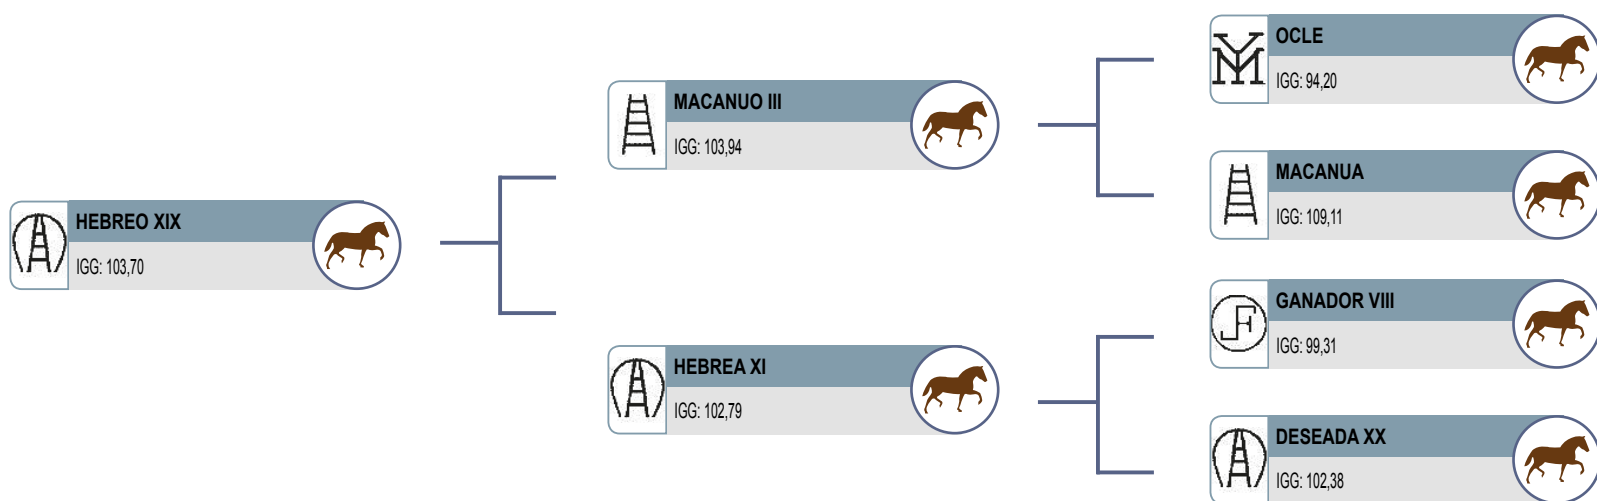 HEBREO XIX
IGG: 103,70
MACANUO III
IGG: 103,94
HEBREA XI
IGG: 102,79
OCLE
IGG: 94,20
MACANUA
IGG: 109,11
GANADOR VIII
IGG: 99,31
DESEADA XX
IGG: 102,38